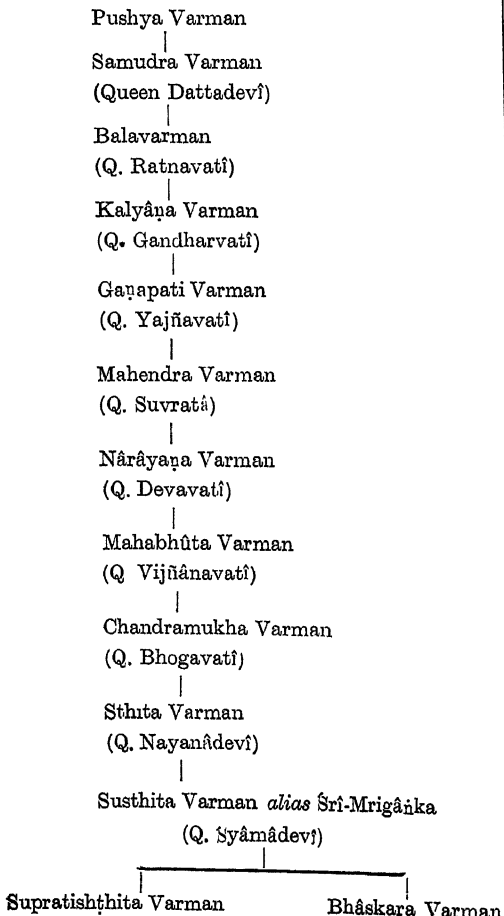 Pushya Varman
Samudra Varman
(Queen Dattadevî)
Balavarman
(Q. Ratnavatî)
Kalyâṇa Varman
(Q. Gandharvatî)
Gaṇapati Varman
(Q. Yajñavatî)
Mahendra Varman
(Q. Suvratâ)
Nârâyaṇa Varman
(Q. Devavatî)
Mahabhûta Varman
(Q Vijñânavatî)
Chandramukha Varman
(Q. Bhogavatî)
Sthita Varman
(Q. Nayanâdevî)
Susthita Varman alias Śrî-Mrigâṅka
(Q. Śyâmâdevî)
Supratishṭhita Varman Bhâskara Varman